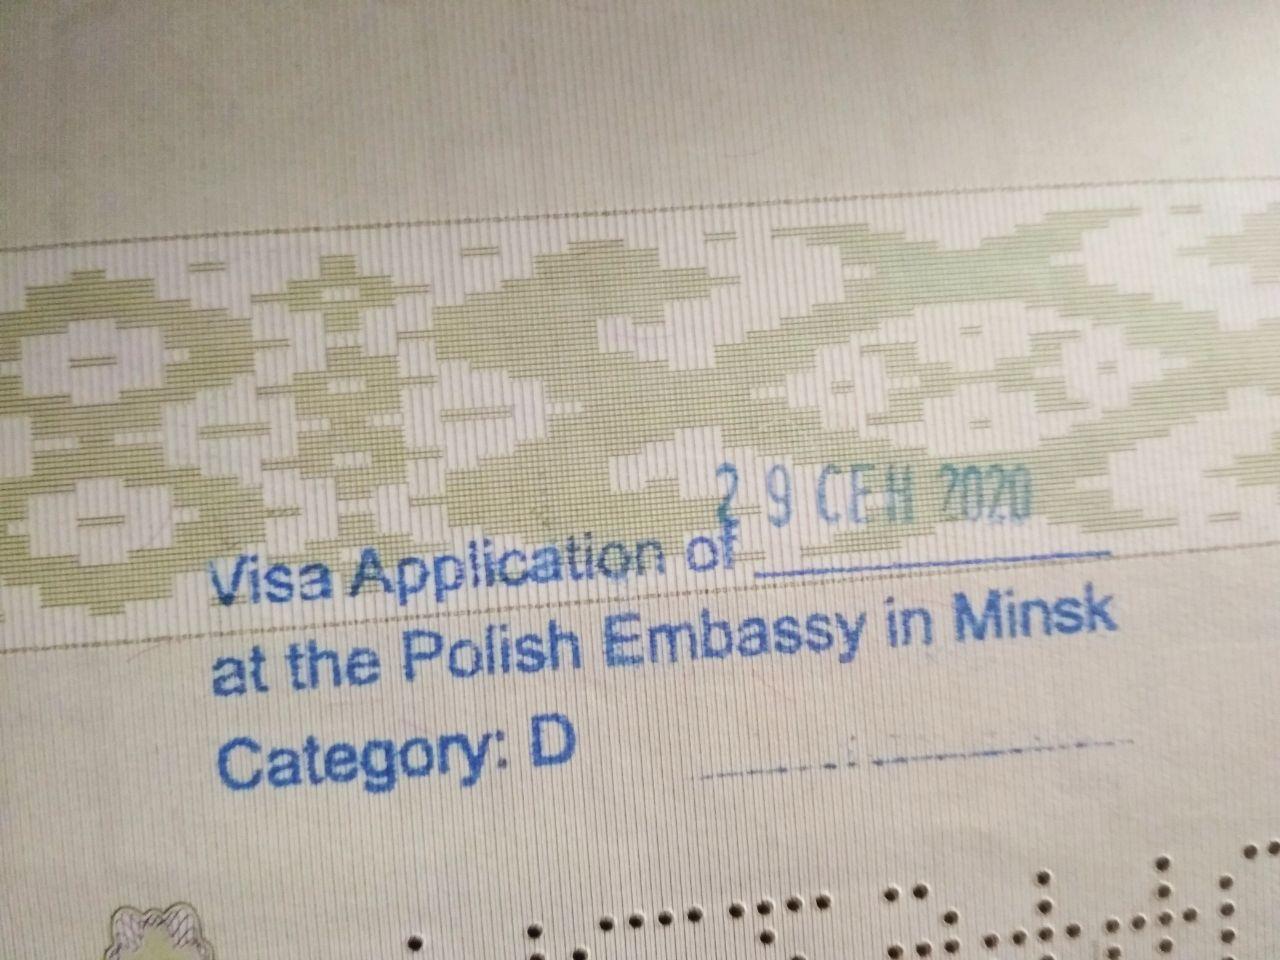 29 СЕН 2020
Visa Application of
at the Polish Embassy in Minsk
Category: D